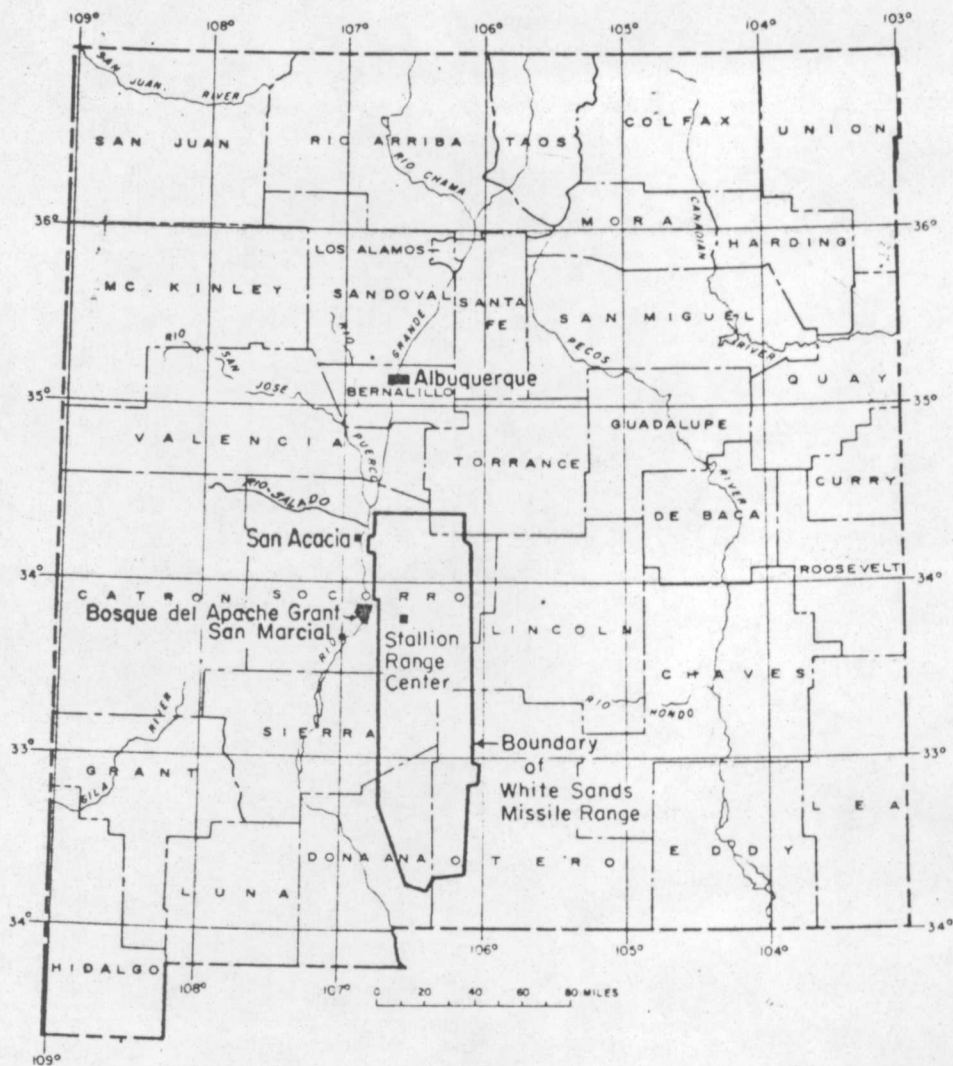 109° 108° 107° 106° 105° 104° 103°
SAN JUAN RIVER
SAN JUAN
RIO ARRIBA
TAOS
COLFAX
UNION
RIO CHAMA
CANADIAN
36° 36°
MORA
HARDING
LOS ALAMOS
MC. KINLEY
SANDOVAL
SANTA
FE
SAN MIGUEL
RIO
GRANDE
PECOS
RIVER
RIO
SAN
JOSE
Albuquerque
BERNALILLO
QUAY
35° 35°
PUERCO
VALENCIA
GUADALUPE
TORRANCE
RIVER
CURRY
RIO SALADO
DE BACA
San Acacia
ROOSEVELT
34° 34°
CATRON
SOCORRO
Bosque del Apache Grant
San Marcial
Stallion
Range
Center
LINCOLN
RIO
CHAVES
RIO HONDO
GILA RIVER
SIERRA
33° 33°
Boundary
of
White Sands
Missile Range
GRANT
LEA
DONA ANA
OTERO
EDDY
LUNA
34° 34°
HIDALGO
109° 108° 107° 106° 105° 104°
0 20 40 60 80 MILES